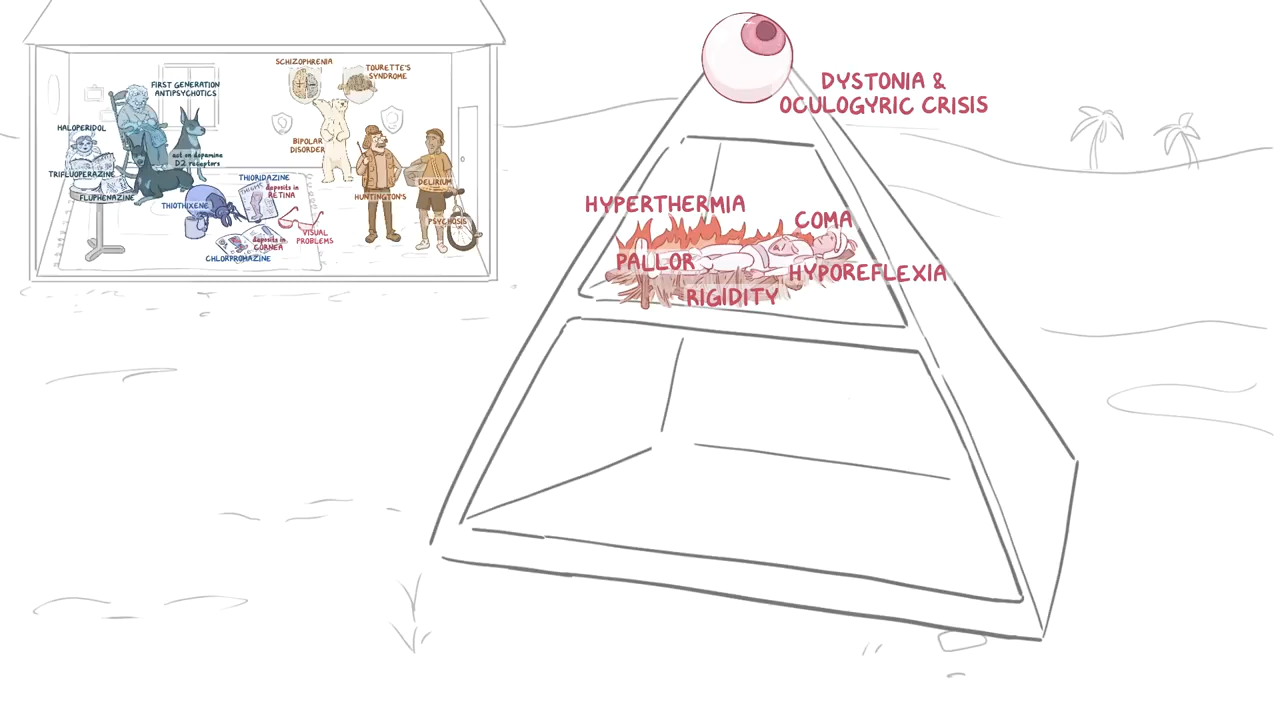 SCHIZOPHRENIA
TOURETTE'S
SYNDROME
FIRST GENERATION
ANTIPSYCHOTICS
HALOPERIDOL
BIPOLAR
DISORDER
act on dopamine
D2 receptors
TRIFLUOPERAZINE
THIORIDAZINE
DELIRIUM
FLUPHENAZINE
THIOTHIXENE
deposits in
RETINA
HUNTINGTON'S
PSYCHOSIS
VISUAL
PROBLEMS
deposits in
CORNEA
CHLORPROMAZINE
DYSTONIA &
OCULOGYRIC CRISIS
HYPERTHERMIA
COMA
PALLOR
HYPOREFLEXIA
RIGIDITY